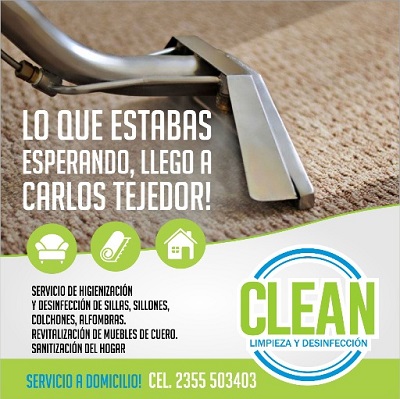 LO QUE ESTABAS
ESPERANDO, LLEGO A
CARLOS TEJEDOR!
SERVICIO DE HIGIENIZACIÓN
Y DESINFECCIÓN DE SILLAS, SILLONES,
COLCHONES, ALFOMBRAS.
REVITALIZACIÓN DE MUEBLES DE CUERO.
SANITIZACIÓN DEL HOGAR
CLEAN
LIMPIEZA Y DESINFECCIÓN
SERVICIO A DOMICILIO! CEL. 2355 503403